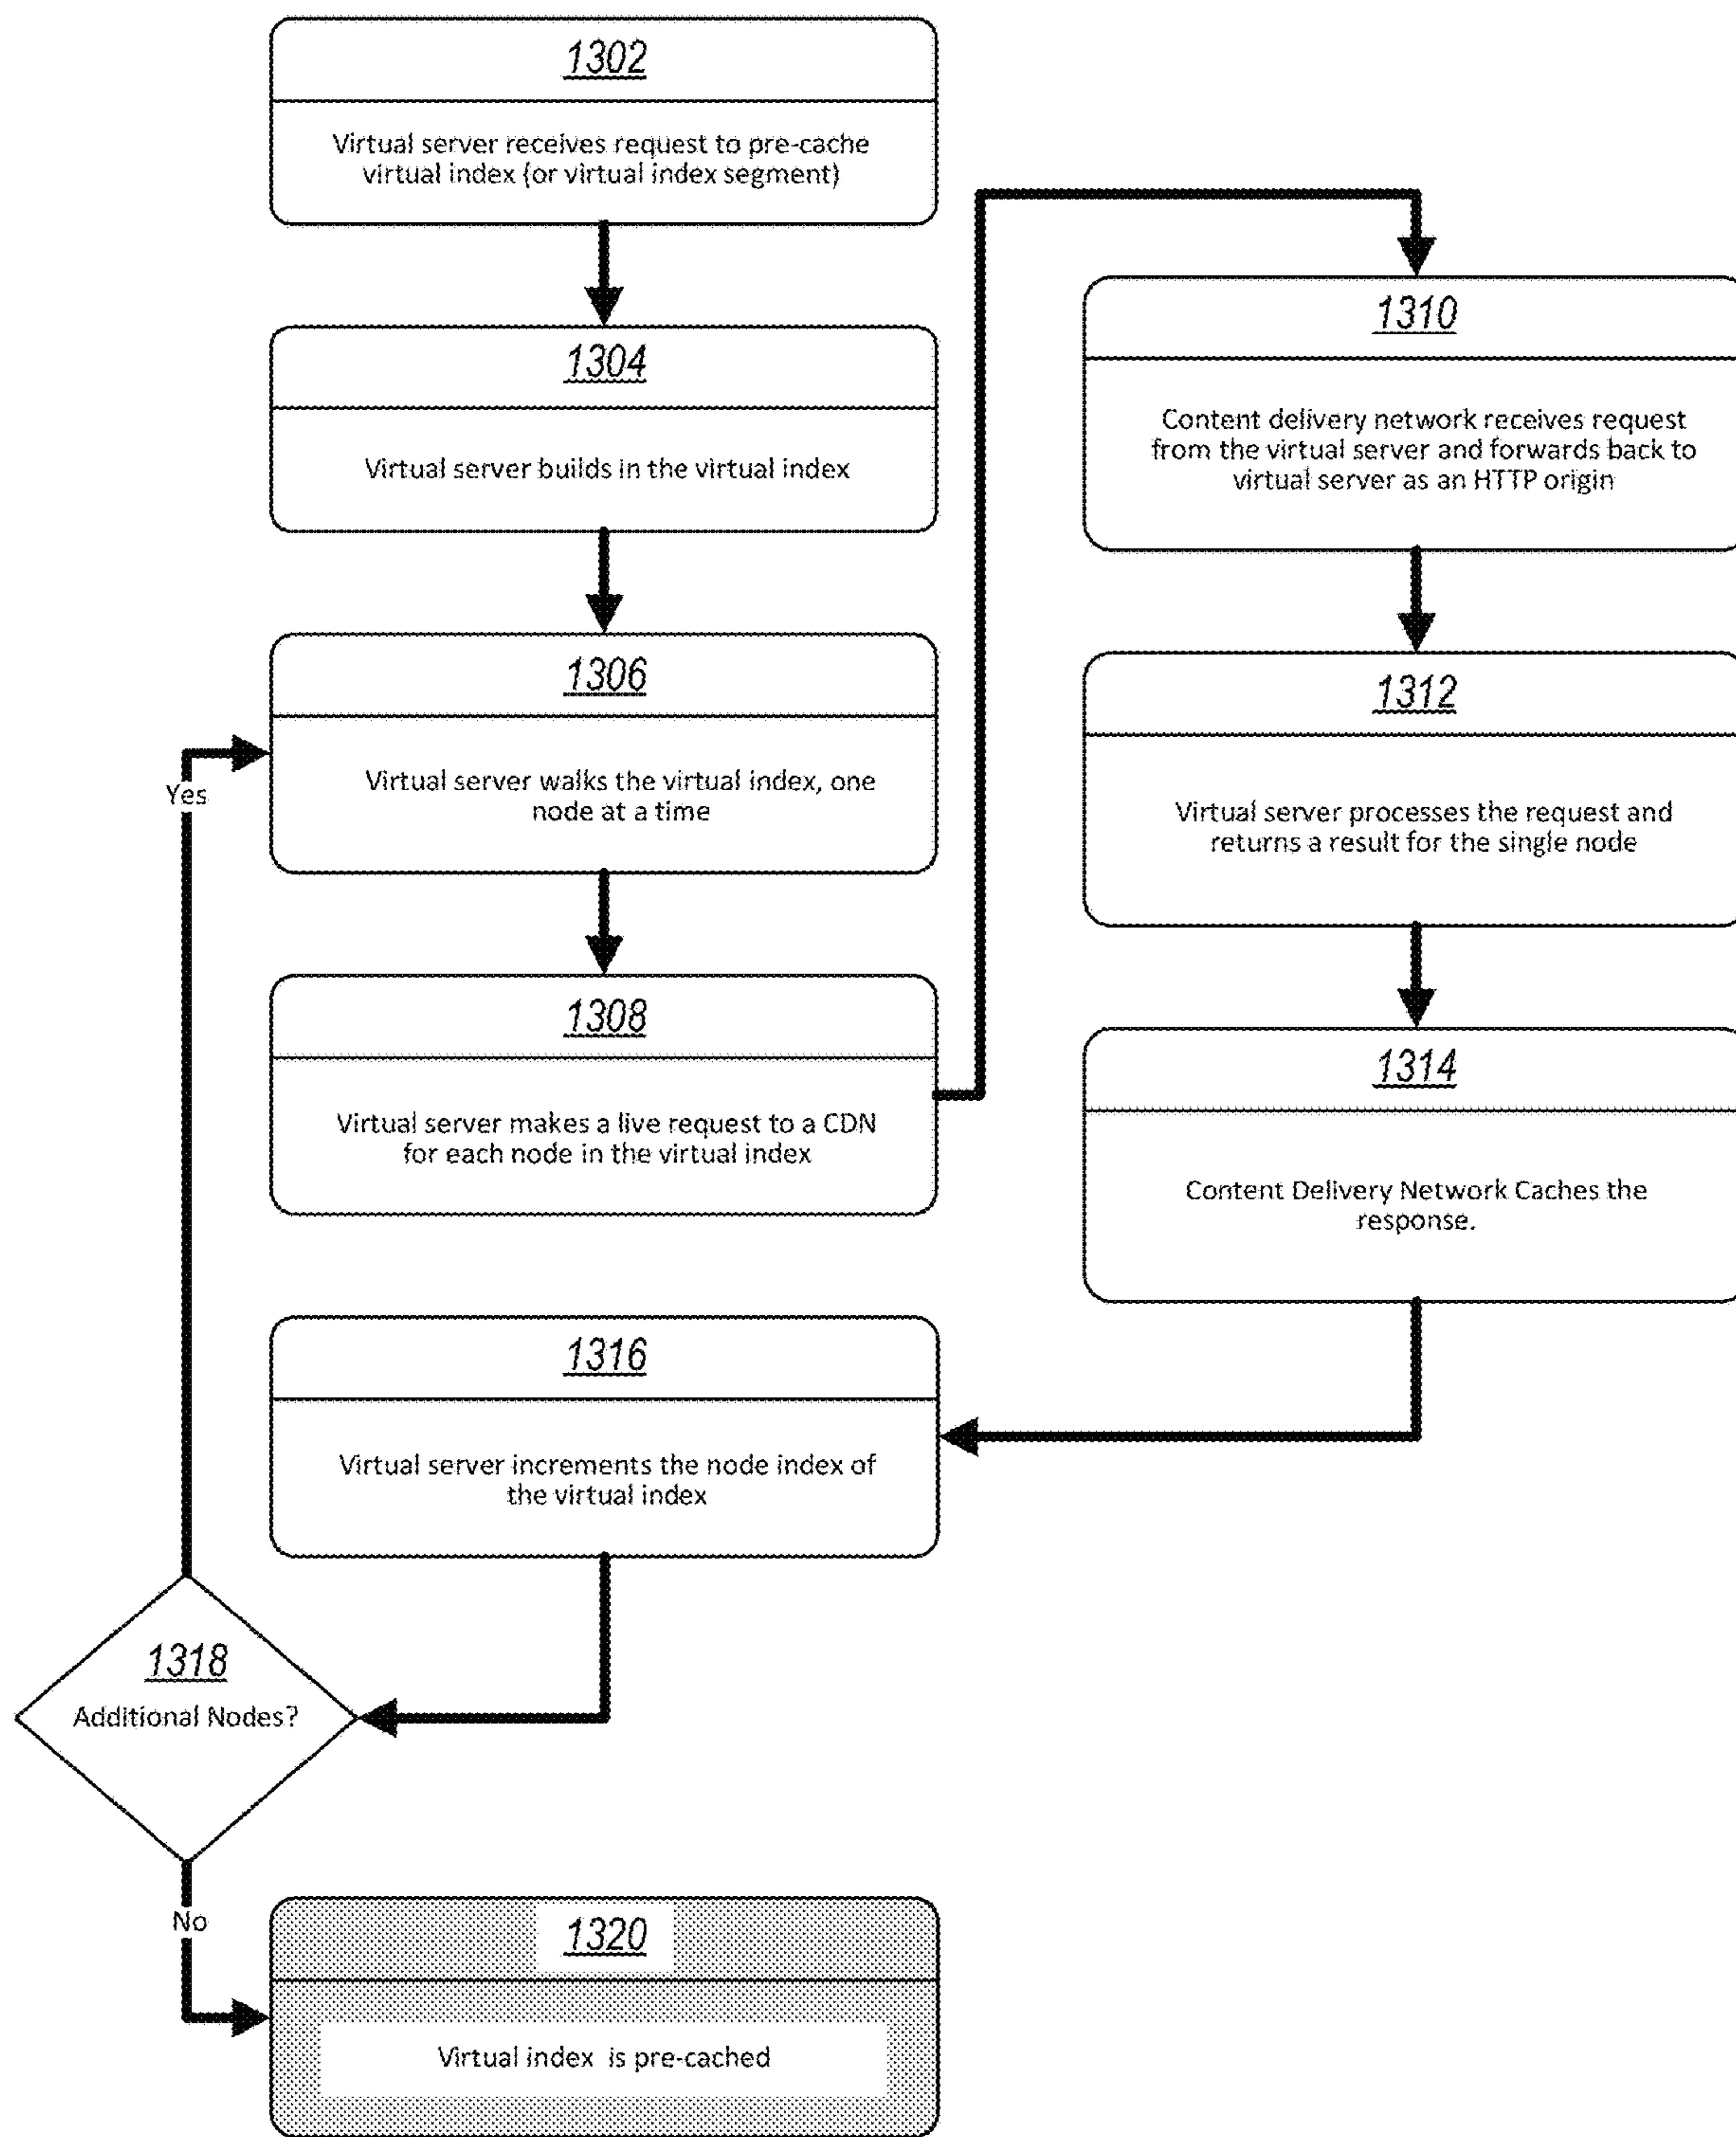 1302
Virtual server receives request to pre-cache
virtual index (or virtual index segment)
1304
Virtual server builds in the virtual index
1306
Virtual server walks the virtual index, one
node at a time
Yes
1308
Virtual server makes a live request to a CDN
for each node in the virtual index
1310
Content delivery network receives request
from the virtual server and forwards back to
virtual server as an HTTP origin
1312
Virtual server processes the request and
returns a result for the single node
1314
Content Delivery Network Caches the
response.
1316
Virtual server increments the node index of
the virtual index
1318
Additional Nodes?
No
1320
Virtual index is pre-cached